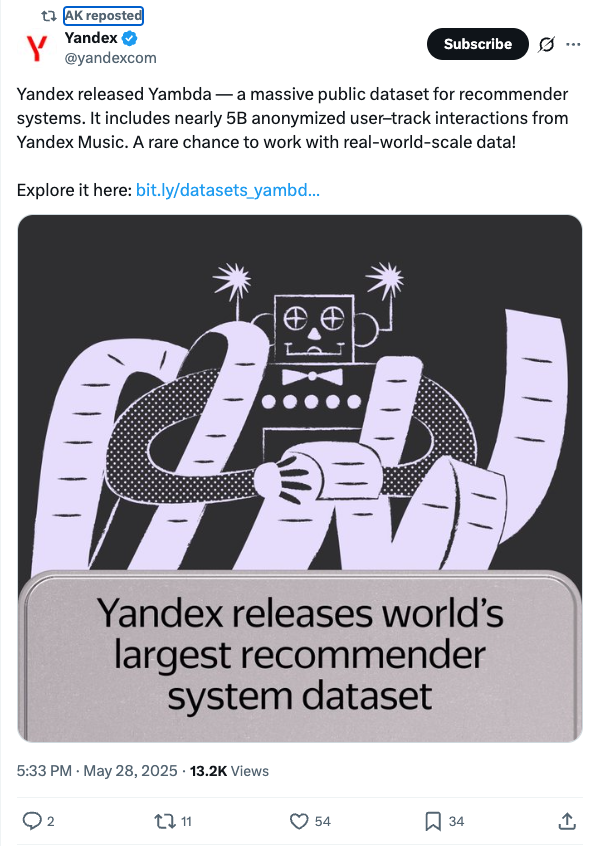 AK reposted
Yandex
@yandexcom
Subscribe
Yandex released Yambda — a massive public dataset for recommender
systems. It includes nearly 5B anonymized user–track interactions from
Yandex Music. A rare chance to work with real-world-scale data!
Explore it here: bit.ly/datasets_yambd...
Yandex releases world's
largest recommender
system dataset
5:33 PM · May 28, 2025 · 13.2K Views
2 11 54 34